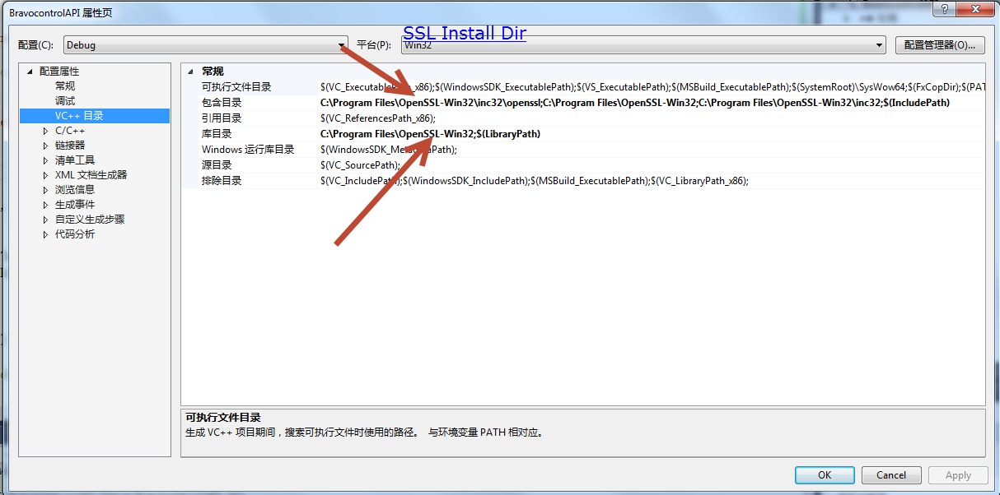 BravocontrolAPI 属性页
SSL Install Dir
配置(C): Debug 平台(P): Win32 配置管理器(O)...
配置属性
常规
调试
VC++ 目录
C/C++
链接器
清单工具
XML 文档生成器
浏览信息
生成事件
自定义生成步骤
代码分析
常规
可执行文件目录 $(VC_ExecutablePath_x86);$(WindowsSDK_ExecutablePath);$(VS_ExecutablePath);$(MSBuild_ExecutablePath);$(SystemRoot)\SysWow64;$(FxCopDir);$(PAT
包含目录 C:\Program Files\OpenSSL-Win32\inc32\openssl;C:\Program Files\OpenSSL-Win32;C:\Program Files\OpenSSL-Win32\inc32;$(IncludePath)
引用目录 $(VC_ReferencesPath_x86);
库目录 C:\Program Files\OpenSSL-Win32;$(LibraryPath)
Windows 运行库目录 $(WindowsSDK_MetadataPath);
源目录 $(VC_SourcePath);
排除目录 $(VC_IncludePath);$(WindowsSDK_IncludePath);$(MSBuild_ExecutablePath);$(VC_LibraryPath_x86);
可执行文件目录
生成 VC++ 项目期间，搜索可执行文件时使用的路径。 与环境变量 PATH 相对应。
OK Cancel Apply